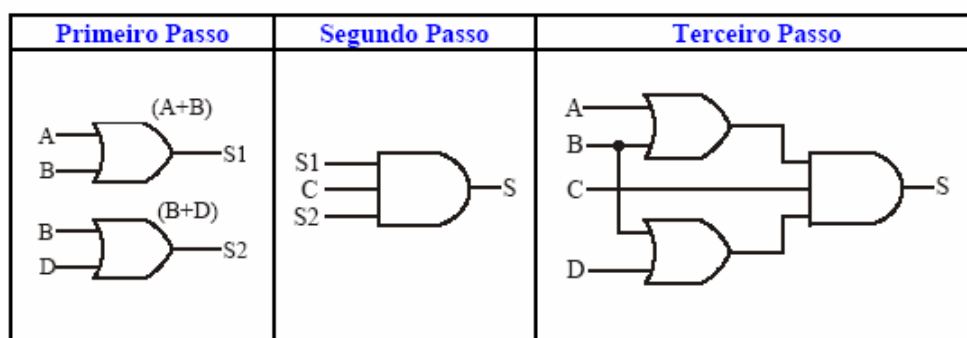 Primeiro Passo
Segundo Passo
Terceiro Passo
(A+B)
A
B
S1
(B+D)
B
D
S2
S1
C
S2
S
A
B
C
D
S